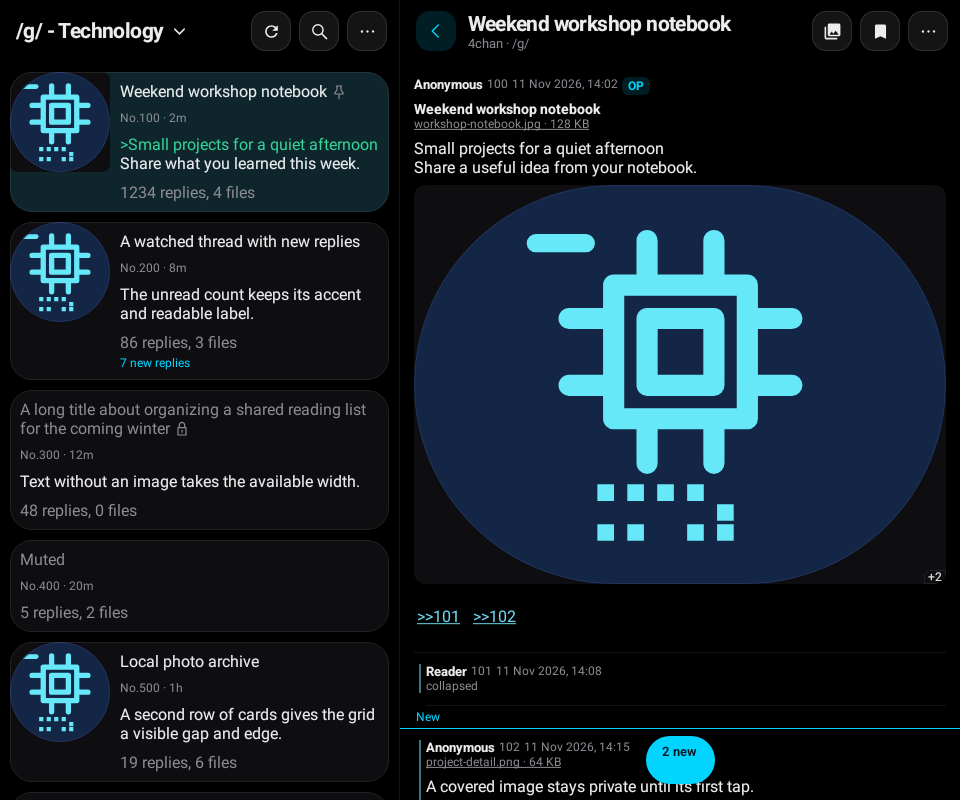 /g/ - Technology
Weekend workshop notebook
No.100 · 2m
>Small projects for a quiet afternoon
Share what you learned this week.
1234 replies, 4 files
A watched thread with new replies
No.200 · 8m
The unread count keeps its accent
and readable label.
86 replies, 3 files
7 new replies
A long title about organizing a shared reading list
for the coming winter
No.300 · 12m
Text without an image takes the available width.
48 replies, 0 files
Muted
No.400 · 20m
5 replies, 2 files
Local photo archive
No.500 · 1h
A second row of cards gives the grid
a visible gap and edge.
19 replies, 6 files
Weekend workshop notebook
4chan · /g/
Anonymous 100 11 Nov 2026, 14:02 OP
Weekend workshop notebook
workshop-notebook.jpg · 128 KB
Small projects for a quiet afternoon
Share a useful idea from your notebook.
+2
>>101 >>102
Reader 101 11 Nov 2026, 14:08
collapsed
New
Anonymous 102 11 Nov 2026, 14:15
project-detail.png · 64 KB
2 new
A covered image stays private until its first tap.